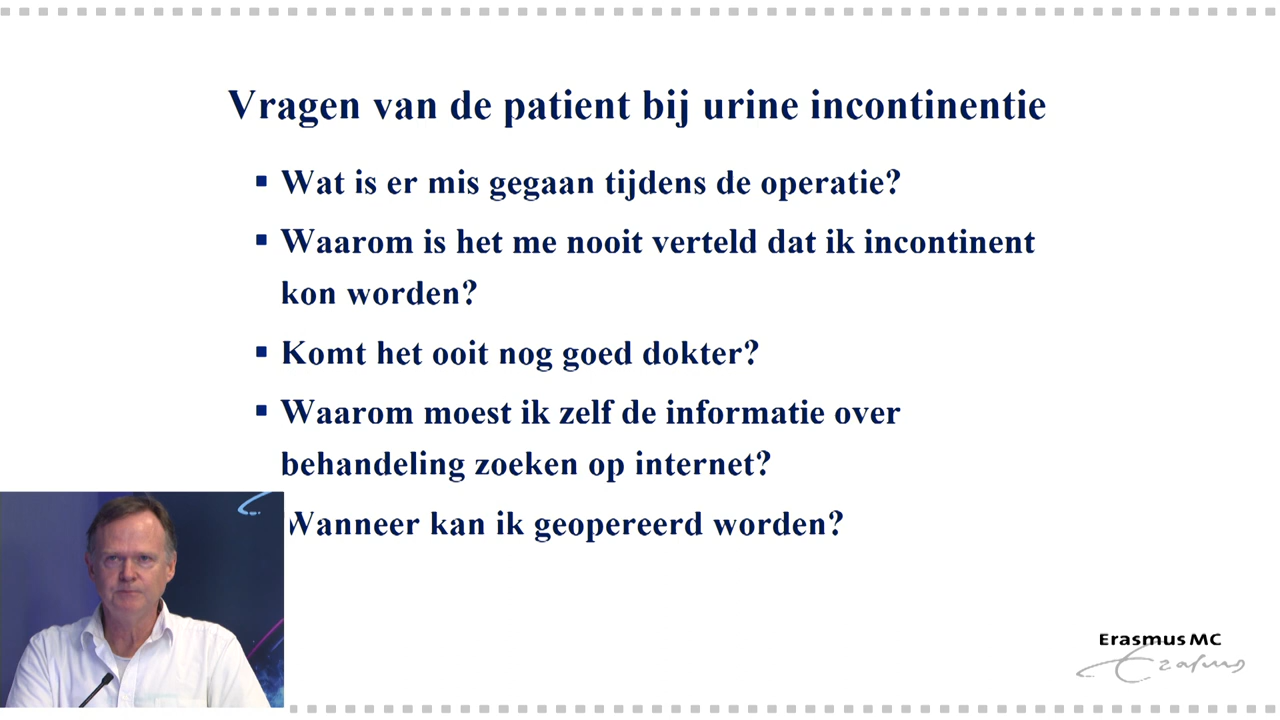 Vragen van de patient bij urine incontinentie
Wat is er mis gegaan tijdens de operatie?
Waarom is het me nooit verteld dat ik incontinent
kon worden?
Komt het ooit nog goed dokter?
Waarom moest ik zelf de informatie over
behandeling zoeken op internet?
Wanneer kan ik geopereerd worden?
Erasmus MC
Erasmus